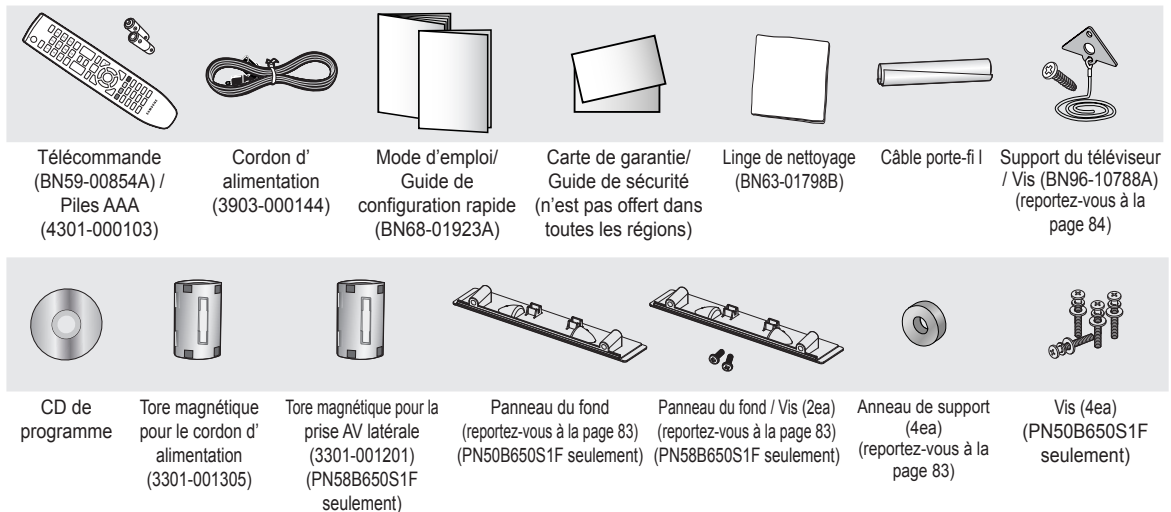 Télécommande
(BN59-00854A) /
Piles AAA
(4301-000103)
Cordon d'
alimentation
(3903-000144)
Mode d'emploi/
Guide de
configuration rapide
(BN68-01923A)
Carte de garantie/
Guide de sécurité
(n'est pas offert dans
toutes les régions)
Linge de nettoyage
(BN63-01798B)
Câble porte-fi l
Support du téléviseur
/ Vis (BN96-10788A)
(reportez-vous à la
page 84)
CD de
programme
Tore magnétique
pour le cordon d'
alimentation
(3301-001305)
Tore magnétique pour la
prise AV latérale
(3301-001201)
(PN58B650S1F
seulement)
Panneau du fond
(reportez-vous à la page 83)
(PN50B650S1F seulement)
Panneau du fond / Vis (2ea)
(reportez-vous à la page 83)
(PN58B650S1F seulement)
Anneau de support
(4ea)
(reportez-vous à la
page 83)
Vis (4ea)
(PN50B650S1F
seulement)